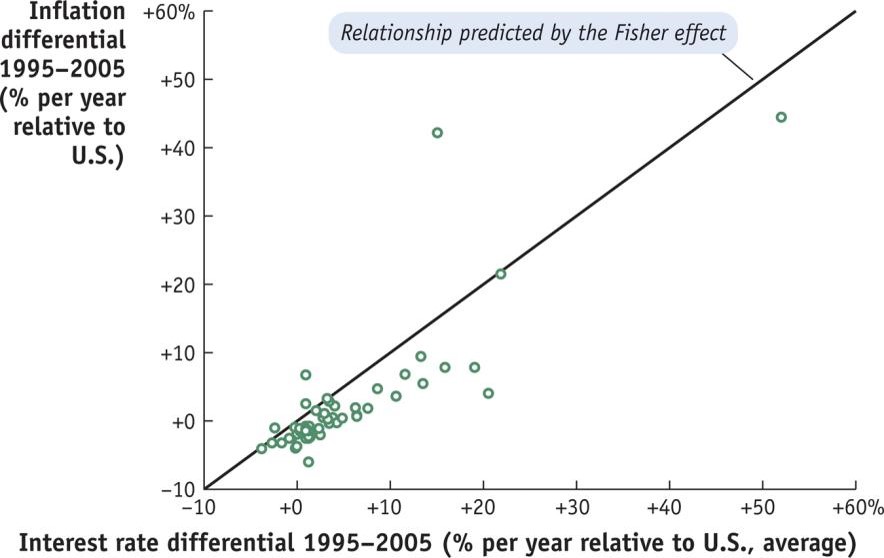 Inflation
differential
1995–2005
(% per year
relative to
U.S.)
+60%
+50
+40
+30
+20
+10
+0
−10
Relationship predicted by the Fisher effect
−10 +0 +10 +20 +30 +40 +50 +60%
Interest rate differential 1995–2005 (% per year relative to U.S., average)